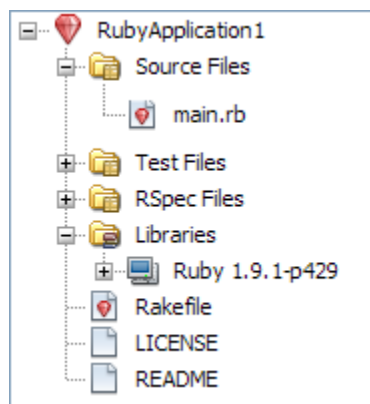 RubyApplication1
Source Files
main.rb
Test Files
RSpec Files
Libraries
Ruby 1.9.1-p429
Rakefile
LICENSE
README